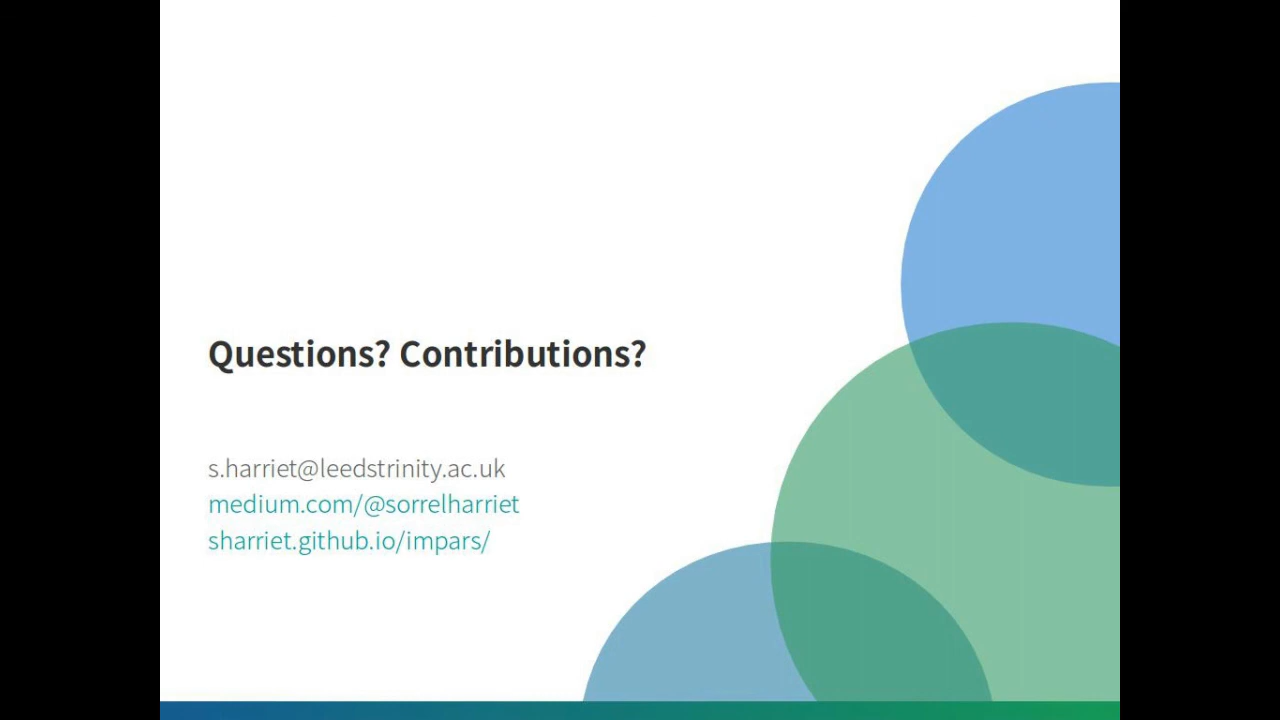 Questions? Contributions?
s.harriet@leedstrinity.ac.uk
medium.com/@sorrelharriet
sharriet.github.io/impars/